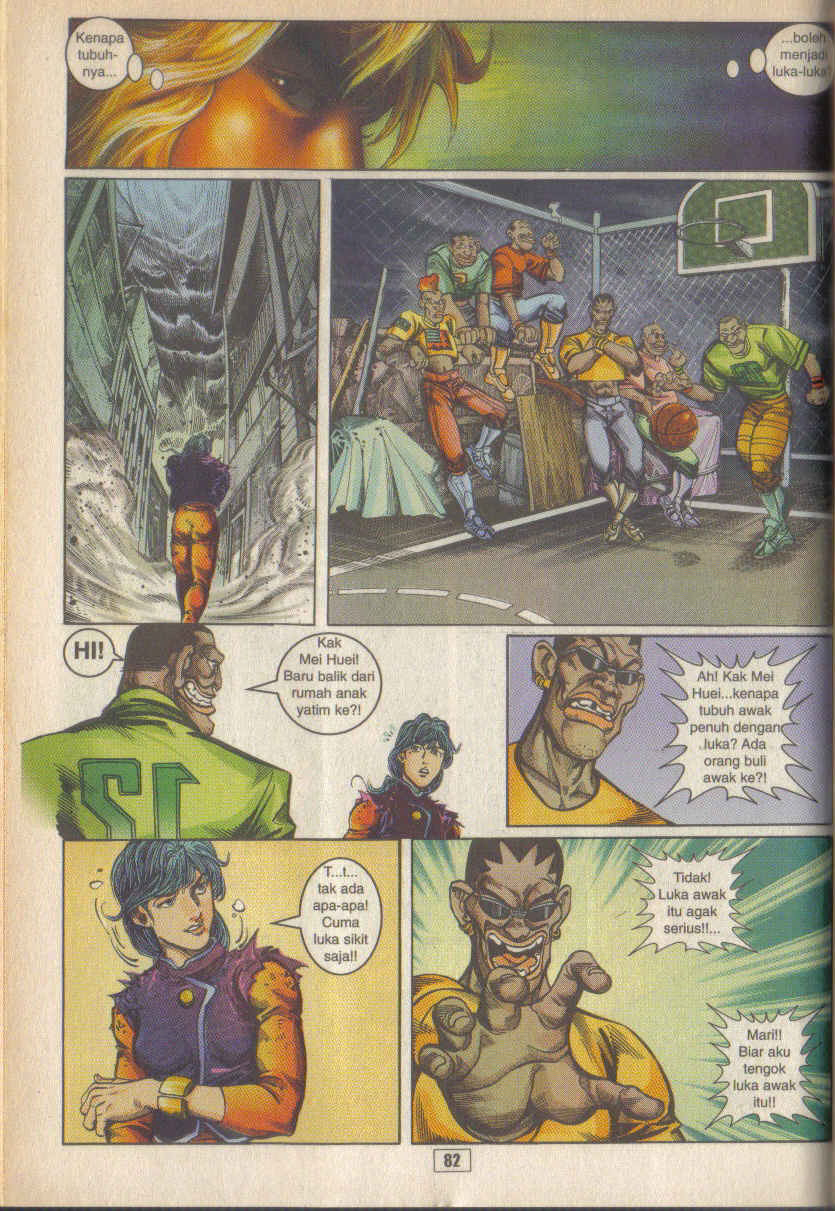 Kenapa
tubuh-
nya...
...boleh
menjadi
luka-luka?
HI!
Kak
Mei Huei!
Baru balik dari
rumah anak
yatim ke?!
12
Ah! Kak Mei
Huei...kenapa
tubuh awak
penuh dengan
luka? Ada
orang buli
awak ke?!
T...t...
tak ada
apa-apa!
Cuma
luka sikit
saja!!
Tidak!
Luka awak
itu agak
serius!!...
Mari!!
Biar aku
tengok
luka awak
itu!!
82